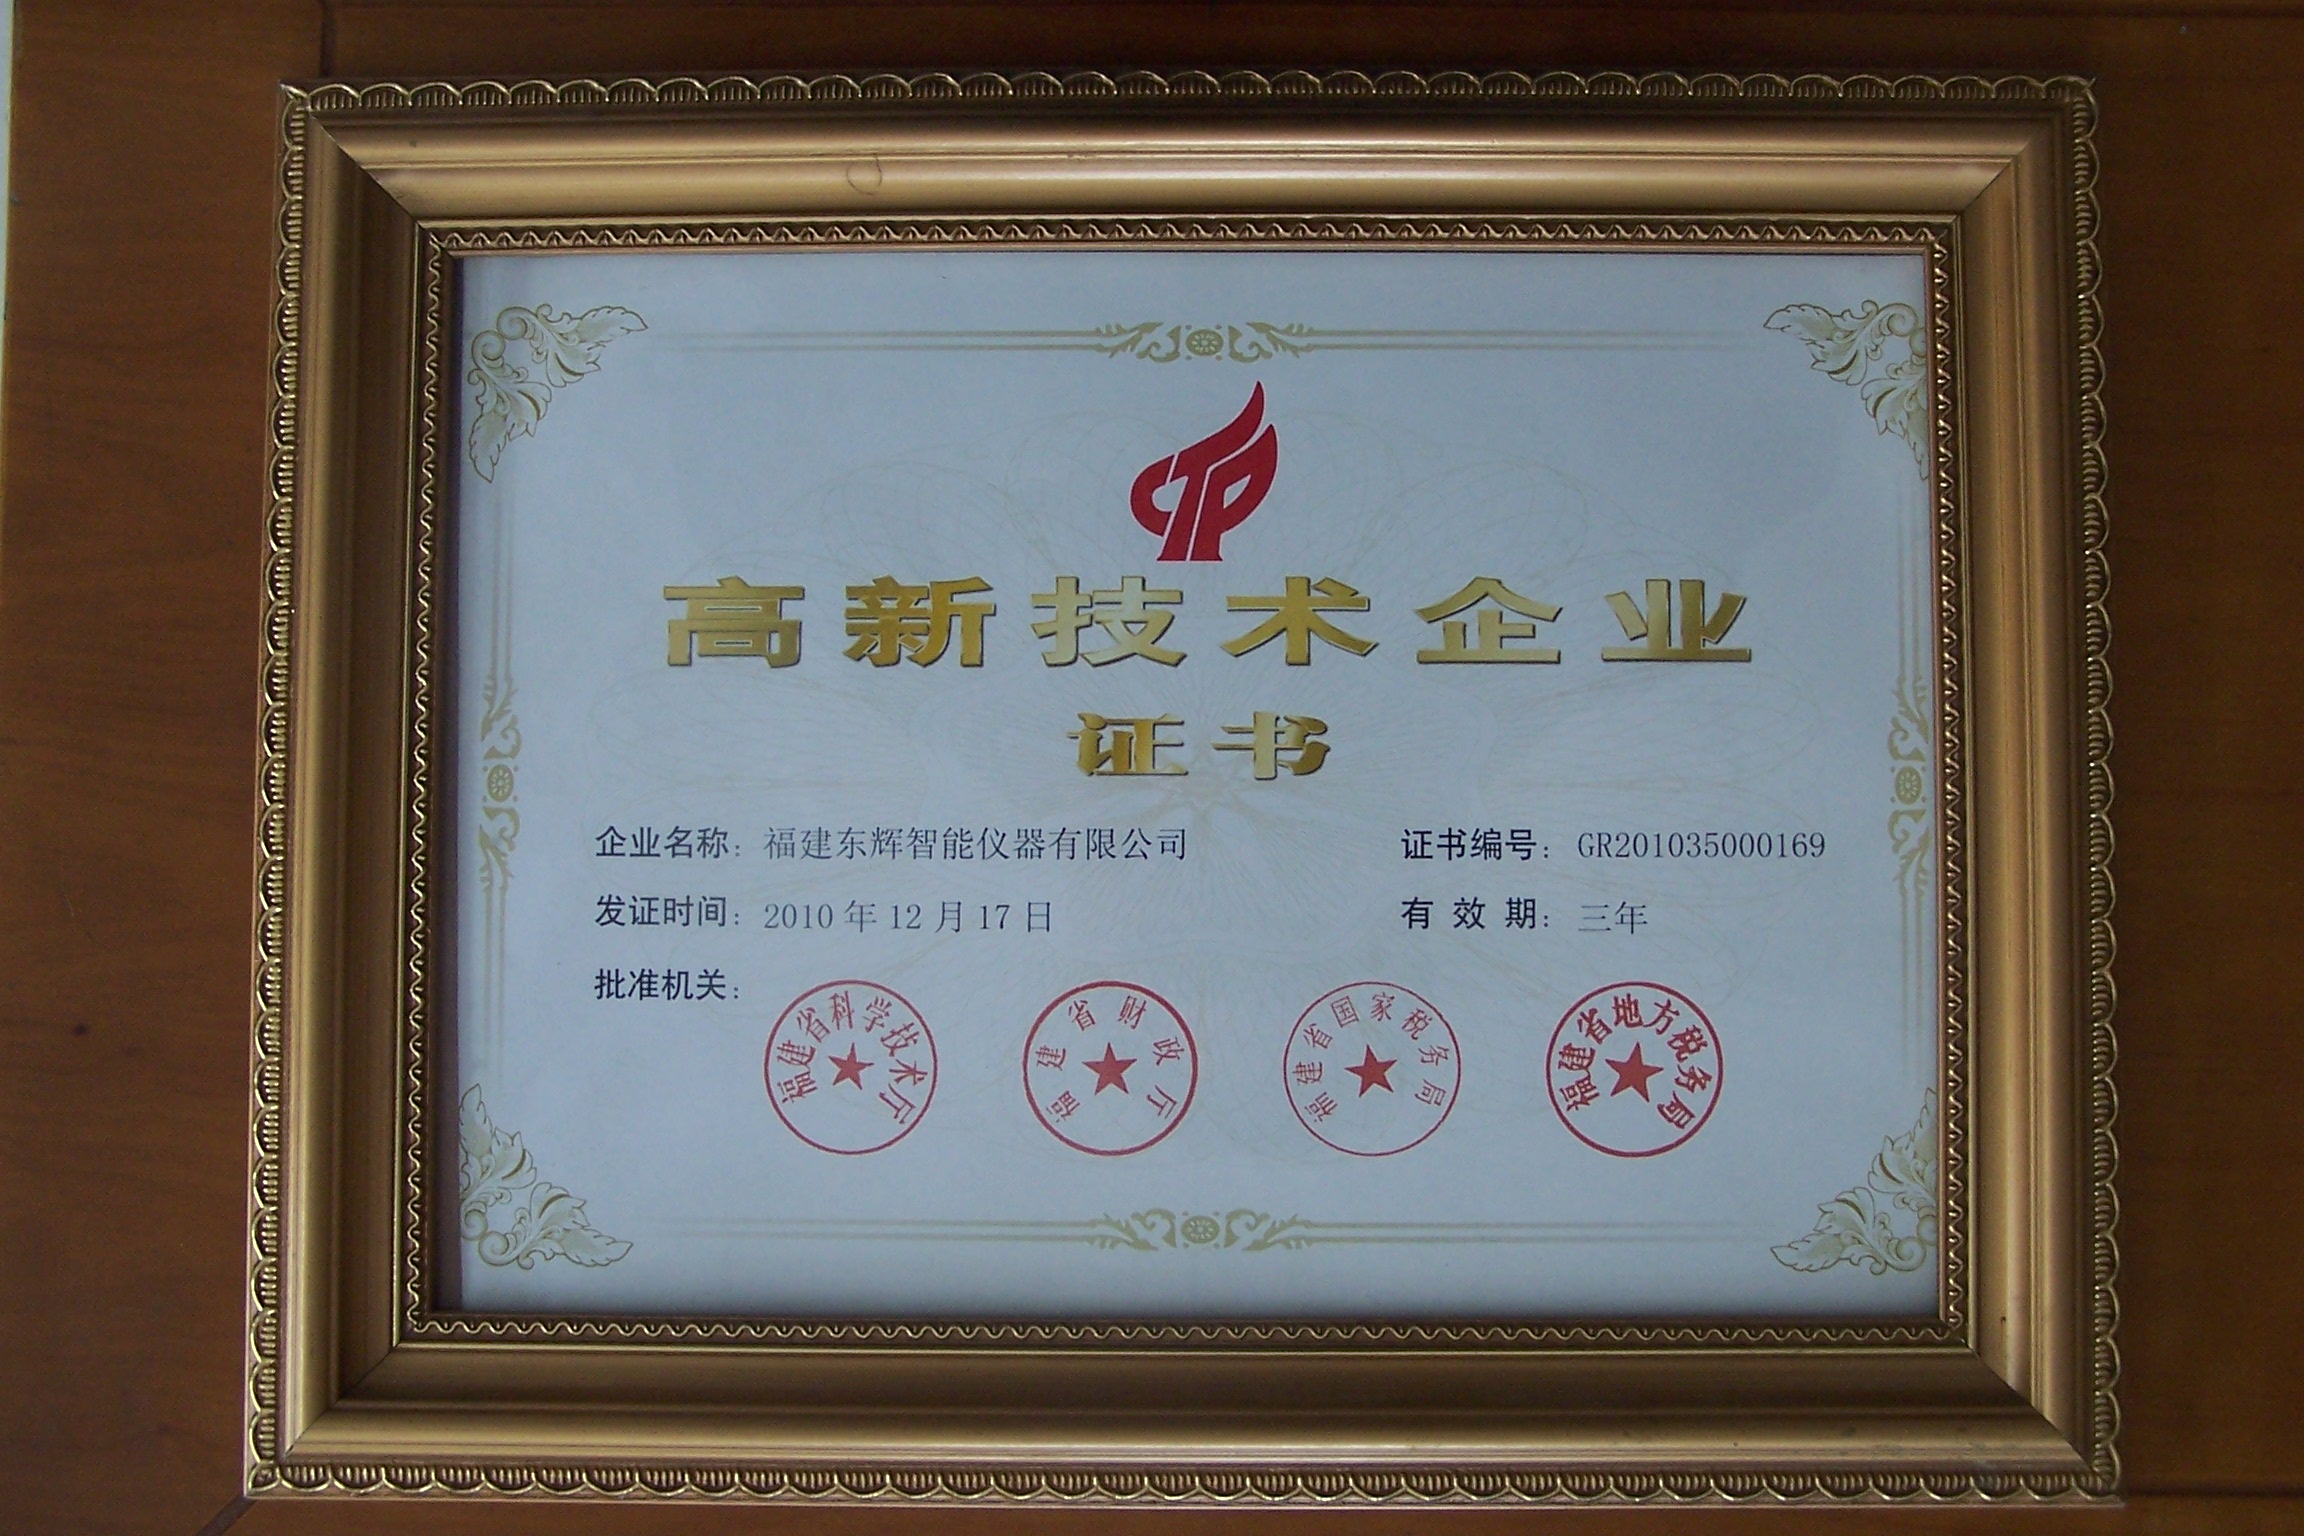 高新技术企业
证书
企业名称：福建东辉智能仪器有限公司 证书编号：GR201035000169
发证时间：2010年12月17日 有效期：三年
批准机关：
福建省科学技术厅
福建省财政厅
福建省国家税务局
福建省地方税务局